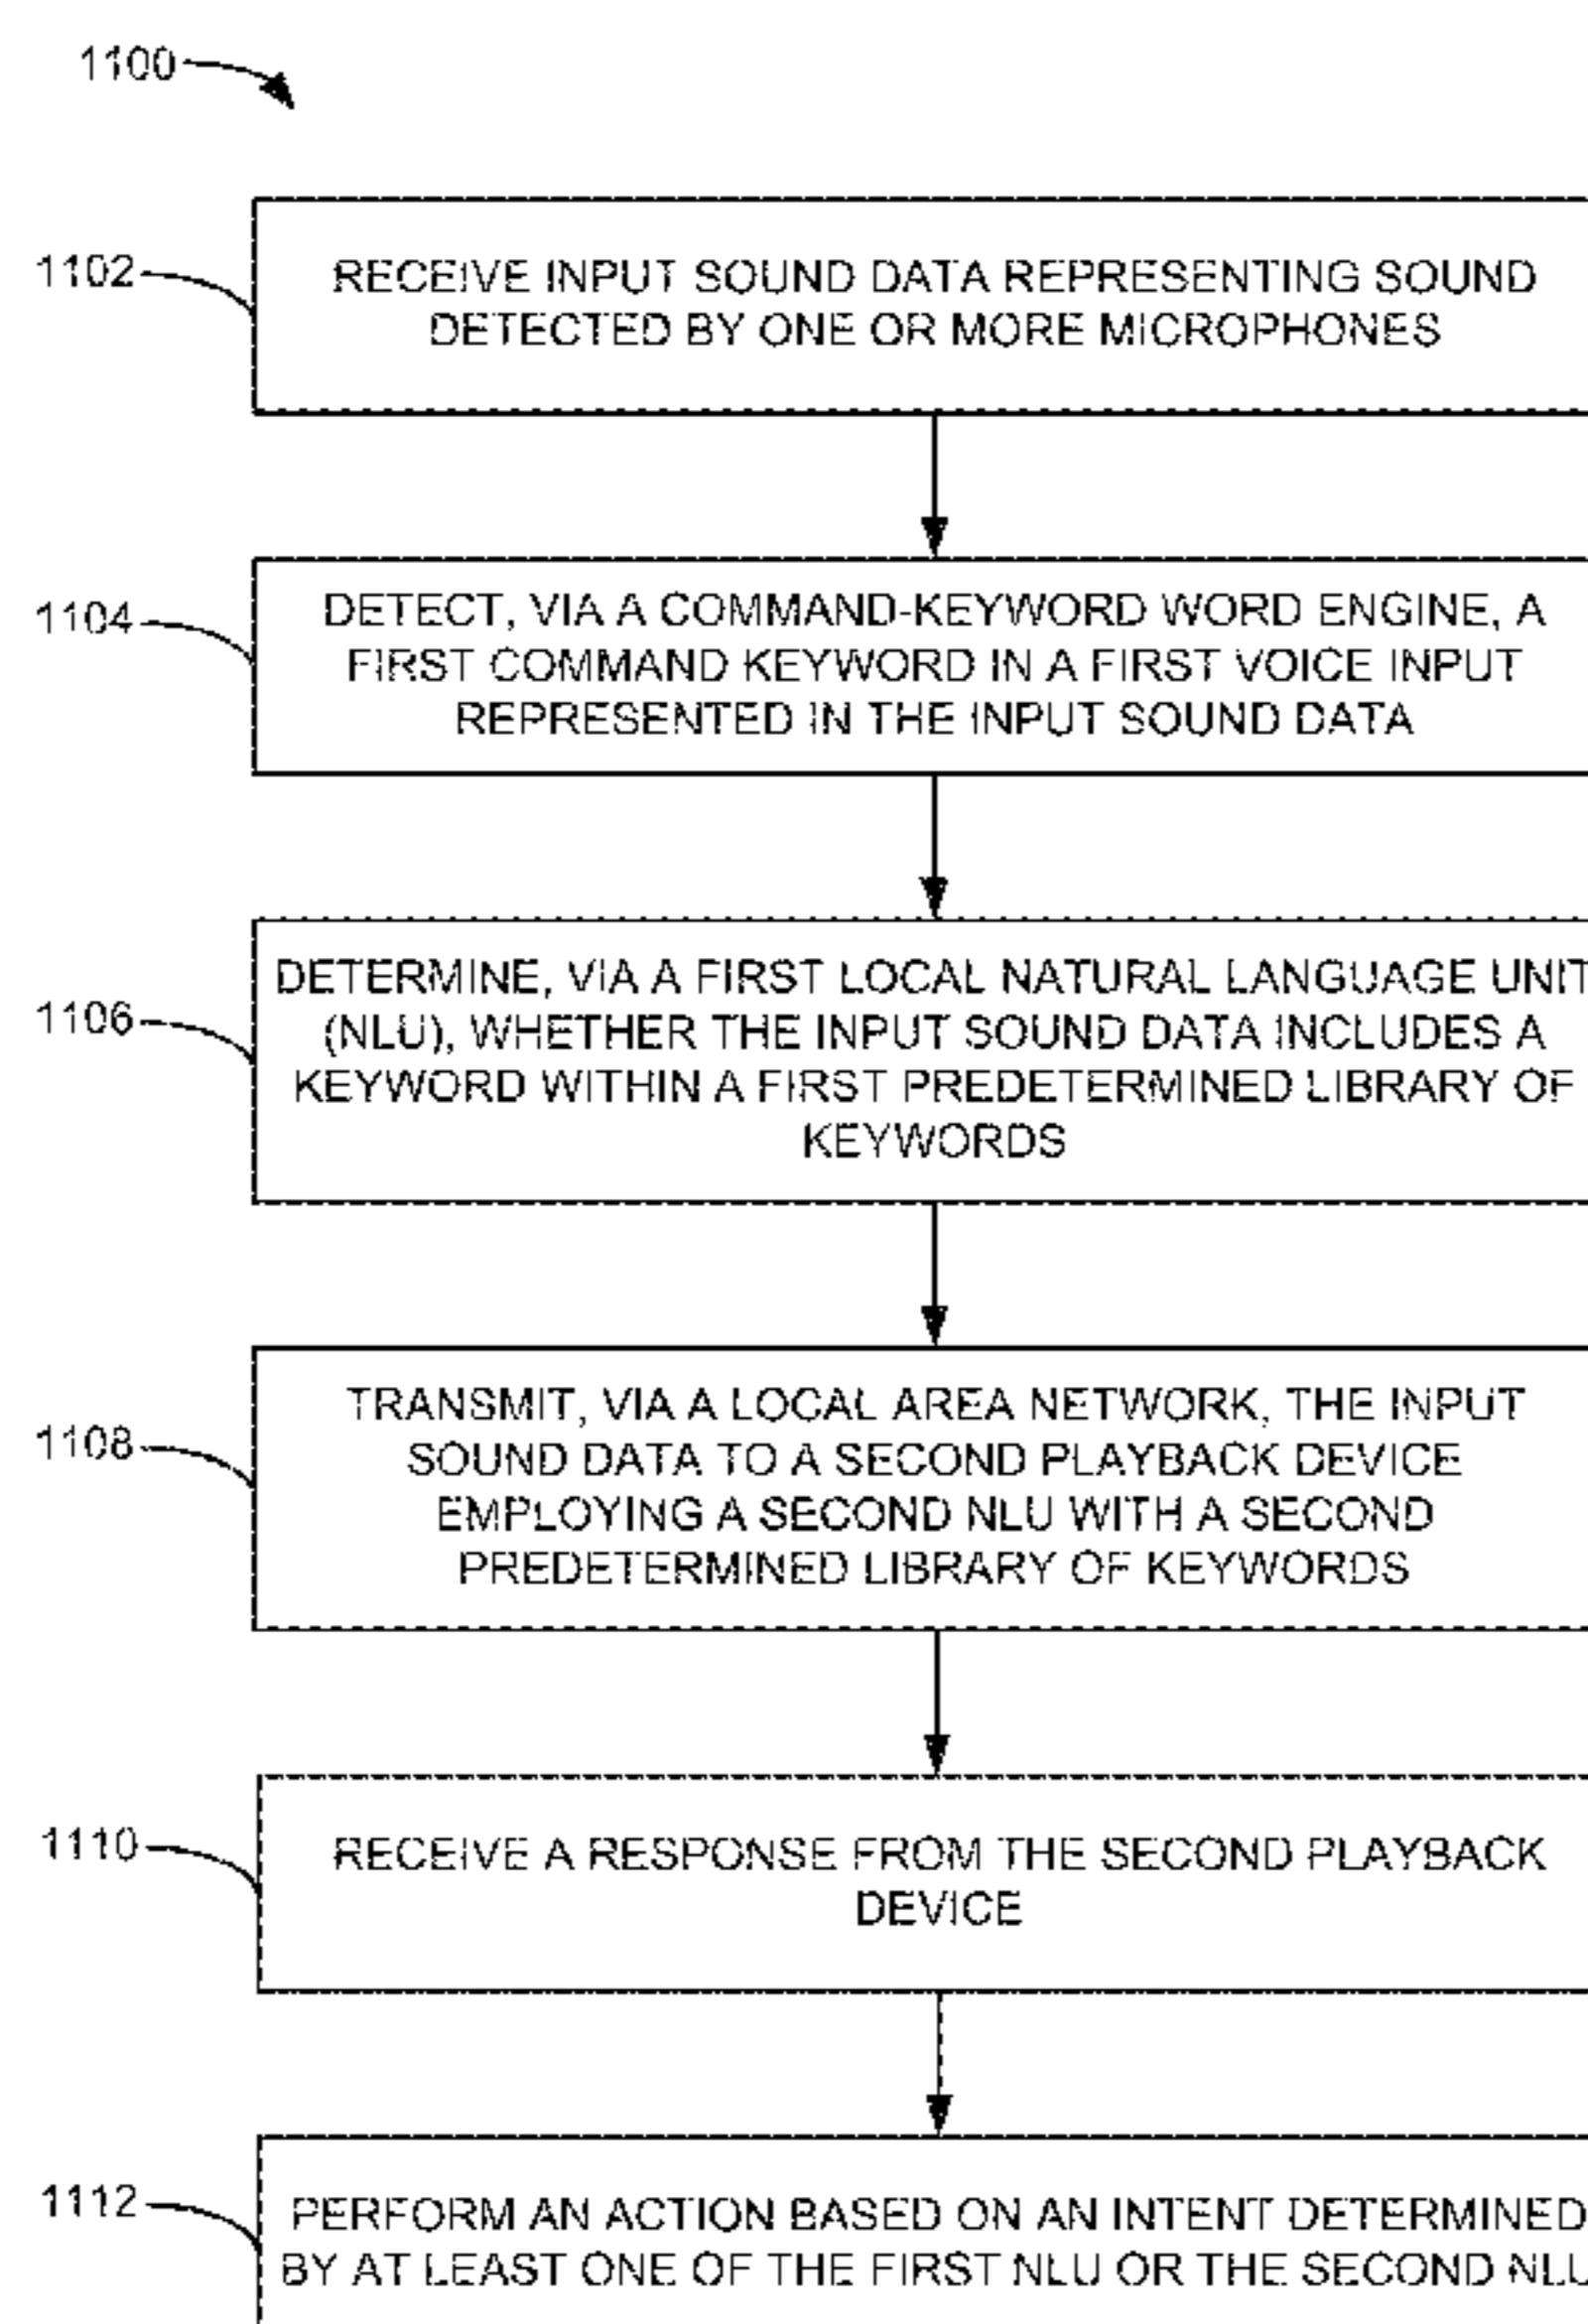 1100
1102
RECEIVE INPUT SOUND DATA REPRESENTING SOUND
DETECTED BY ONE OR MORE MICROPHONES
1104
DETECT, VIA A COMMAND-KEYWORD WORD ENGINE, A
FIRST COMMAND KEYWORD IN A FIRST VOICE INPUT
REPRESENTED IN THE INPUT SOUND DATA
1106
DETERMINE, VIA A FIRST LOCAL NATURAL LANGUAGE UNIT
(NLU), WHETHER THE INPUT SOUND DATA INCLUDES A
KEYWORD WITHIN A FIRST PREDETERMINED LIBRARY OF
KEYWORDS
1108
TRANSMIT, VIA A LOCAL AREA NETWORK, THE INPUT
SOUND DATA TO A SECOND PLAYBACK DEVICE
EMPLOYING A SECOND NLU WITH A SECOND
PREDETERMINED LIBRARY OF KEYWORDS
1110
RECEIVE A RESPONSE FROM THE SECOND PLAYBACK
DEVICE
1112
PERFORM AN ACTION BASED ON AN INTENT DETERMINED
BY AT LEAST ONE OF THE FIRST NLU OR THE SECOND NLU